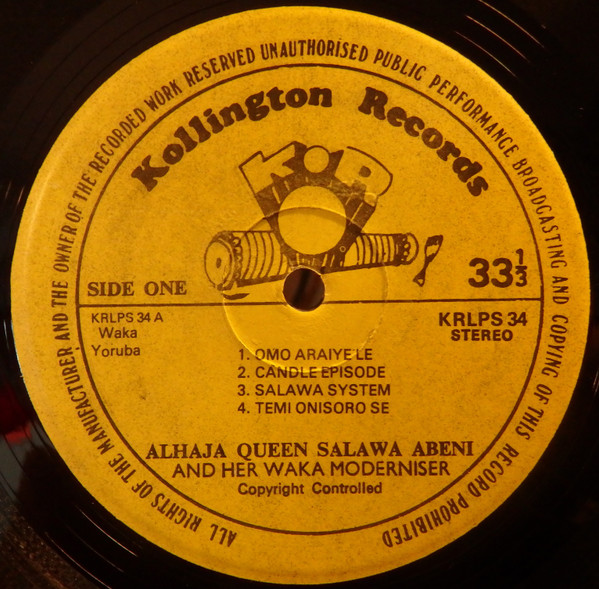 ALL RIGHTS OF THE MANUFACTURER AND THE OWNER OF THE RECORDED WORK RESERVED UNAUTHORISED PUBLIC PERFORMANCE BROADCASTING AND COPYING OF THIS RECORD PROHIBITED
Kollington Records
SIDE ONE
33 1/3
KRLPS 34 A
Waka
Yoruba
KRLPS 34
STEREO
1. OMO ARAIYE LE
2. CANDLE EPISODE
3. SALAWA SYSTEM
4. TEMI ONISORO SE
ALHAJA QUEEN SALAWA ABENI
AND HER WAKA MODERNISER
Copyright Controlled